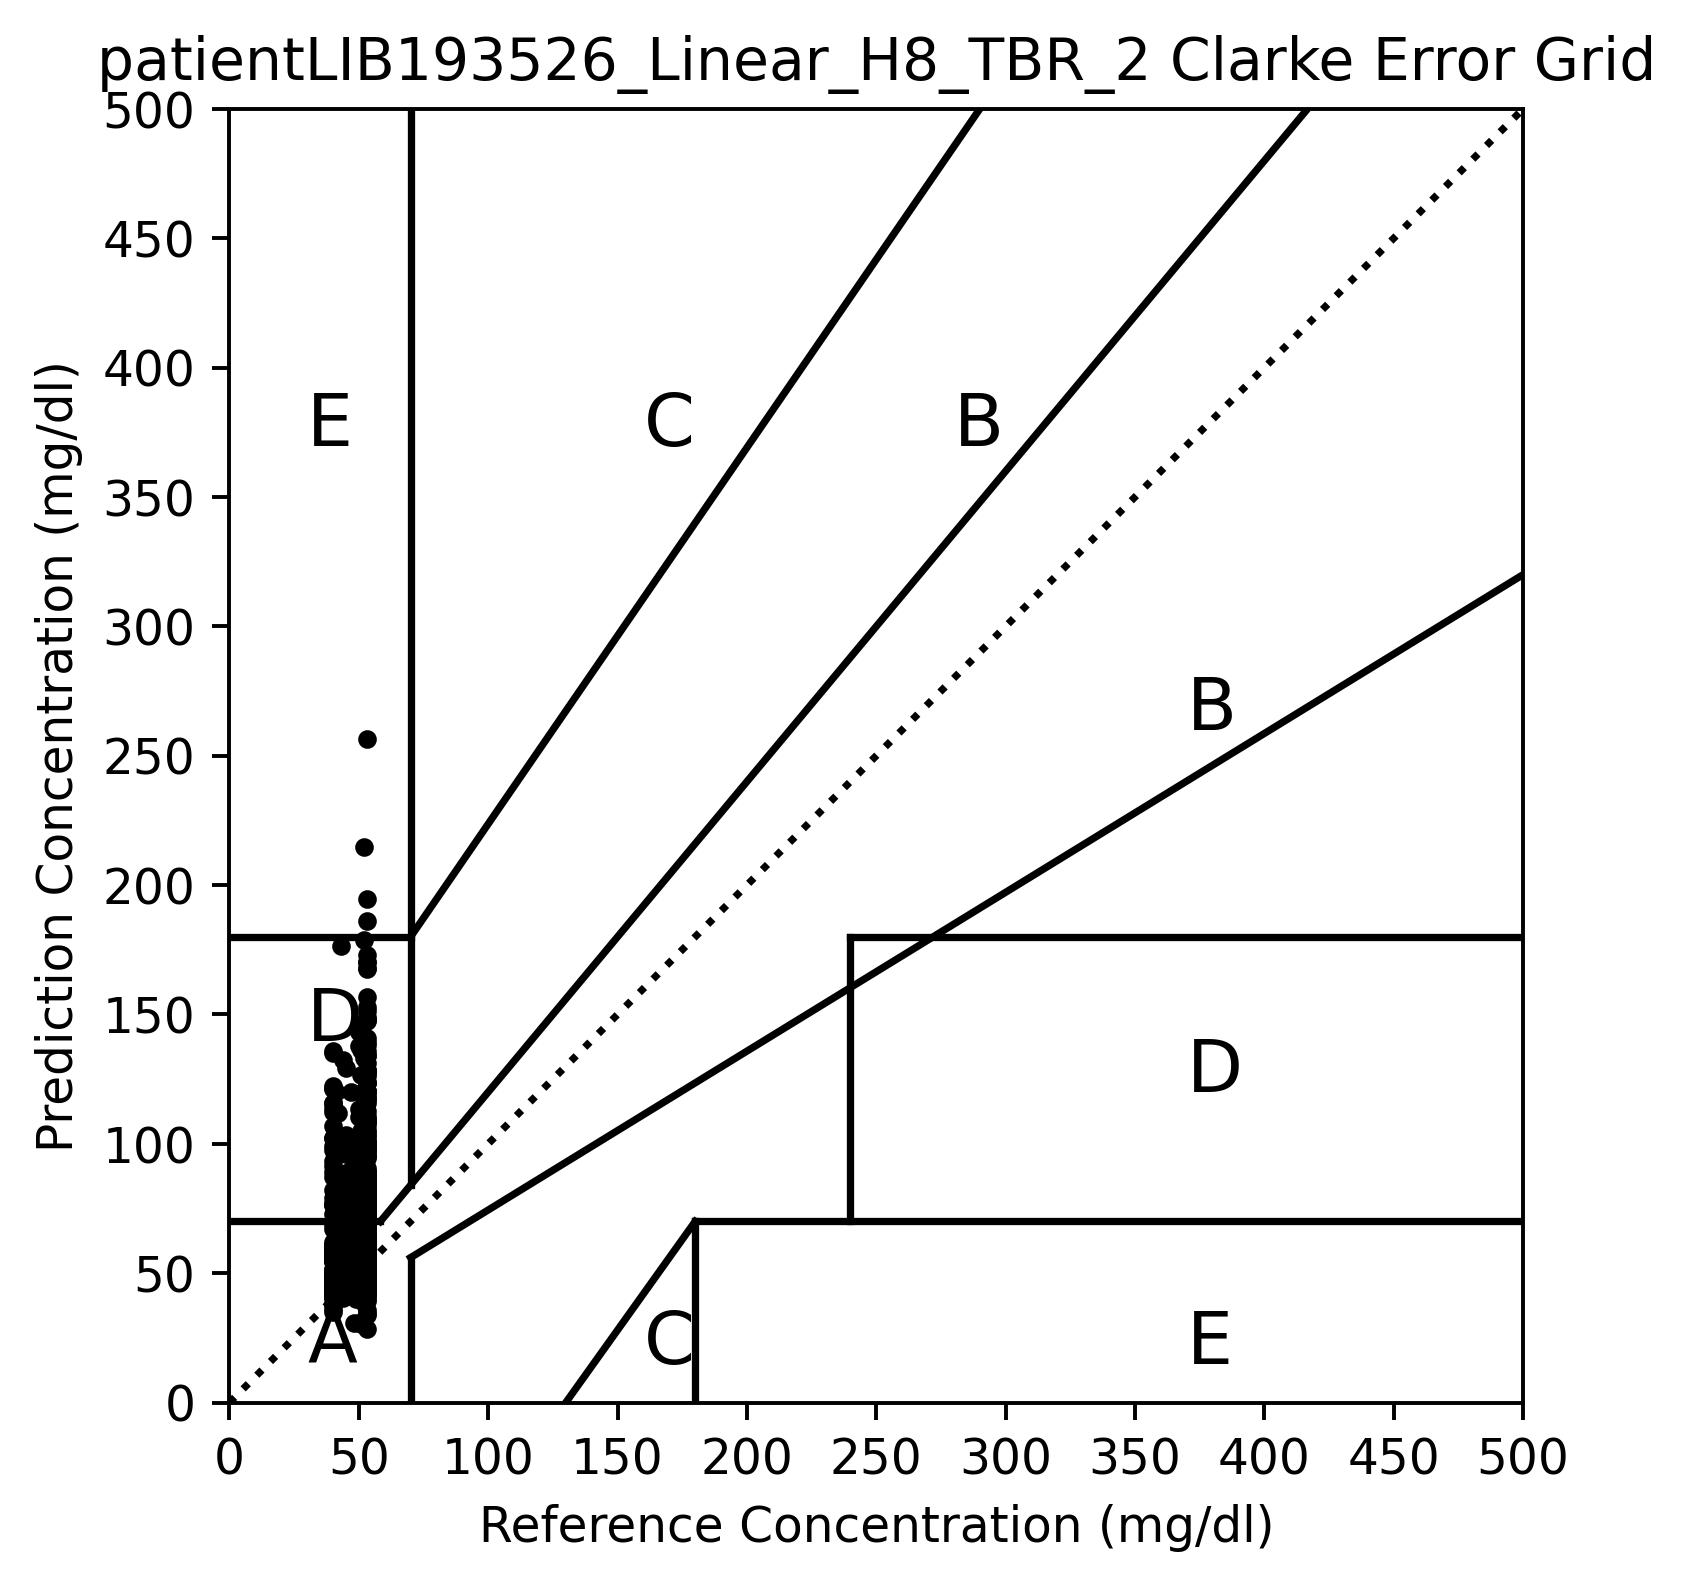 patientLIB193526_Linear_H8_TBR_2 Clarke Error Grid
500
450
400
350
300
250
200
150
100
50
0
Prediction Concentration (mg/dl)
E
C
B
B
D
D
A
C
E
0 50 100 150 200 250 300 350 400 450 500
Reference Concentration (mg/dl)